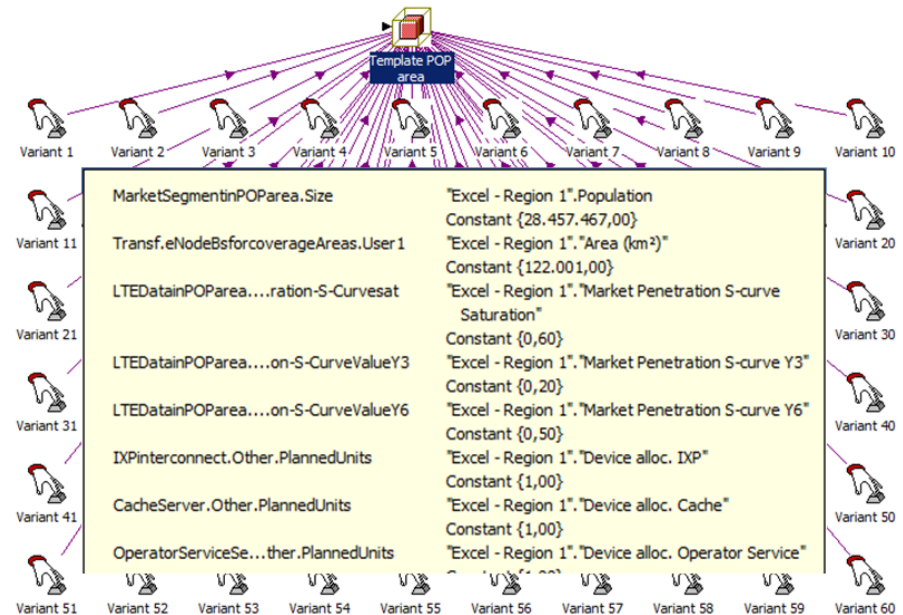 Template POP
area
Variant 1 Variant 2 Variant 3 Variant 4 Variant 5 Variant 6 Variant 7 Variant 8 Variant 9 Variant 10
MarketSegmentinPOParea.Size "Excel - Region 1".Population
Constant {28.457.467,00}
Variant 11 Transf.eNodeBsforcoverageAreas.User1 "Excel - Region 1"."Area (km²)" Variant 20
Constant {122.001,00}
LTEDatainPOParea....ration-S-Curvesat "Excel - Region 1"."Market Penetration S-curve
Saturation"
Variant 21 Variant 30
Constant {0,60}
LTEDatainPOParea....on-S-CurveValueY3 "Excel - Region 1"."Market Penetration S-curve Y3"
Constant {0,20}
LTEDatainPOParea....on-S-CurveValueY6 "Excel - Region 1"."Market Penetration S-curve Y6"
Variant 31 Variant 40
Constant {0,50}
IXPinterconnect.Other.PlannedUnits "Excel - Region 1"."Device alloc. IXP"
Constant {1,00}
CacheServer.Other.PlannedUnits "Excel - Region 1"."Device alloc. Cache"
Variant 41 Variant 50
Constant {1,00}
OperatorServiceSe...ther.PlannedUnits "Excel - Region 1"."Device alloc. Operator Service"
Variant 51 Variant 52 Variant 53 Variant 54 Variant 55 Variant 56 Variant 57 Variant 58 Variant 59 Variant 60